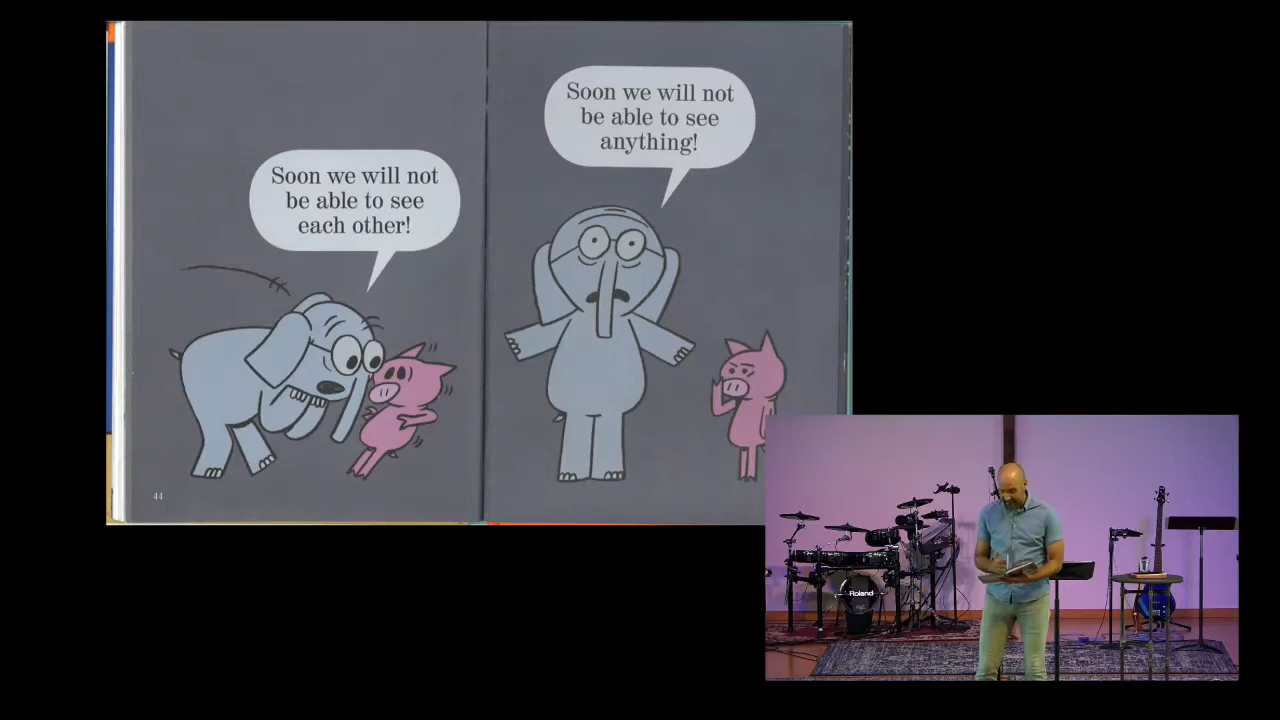 Soon we will not
be able to see
each other!
Soon we will not
be able to see
anything!
44
Roland